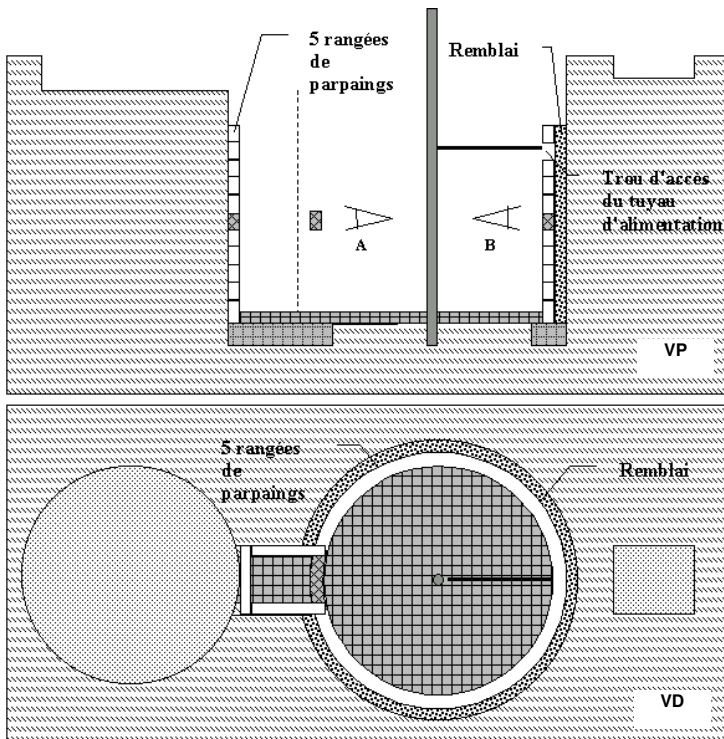 5 rangées
de
parpaings
Remblai
Trou d'accès
du tuyau
d'alimentation
A
B
VP
5 rangées
de
parpaings
Remblai
VD